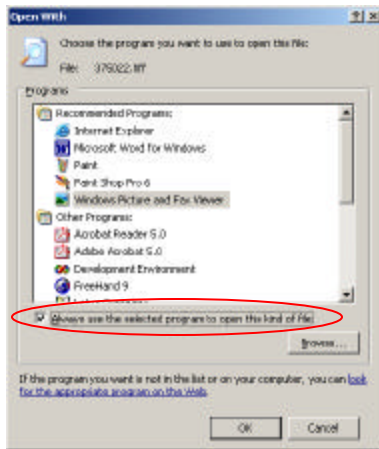 Open With
Choose the program you want to use to open this file:
File: 376022.tif
Programs
Recommended Programs:
Internet Explorer
Microsoft Word for Windows
Paint
Paint Shop Pro 6
Windows Picture and Fax Viewer
Other Programs:
Acrobat Reader 5.0
Adobe Acrobat 5.0
Development Environment
FreeHand 9
Always use the selected program to open this kind of file
Browse...
If the program you want is not in the list or on your computer, you can look
for the appropriate program on the Web.
OK
Cancel